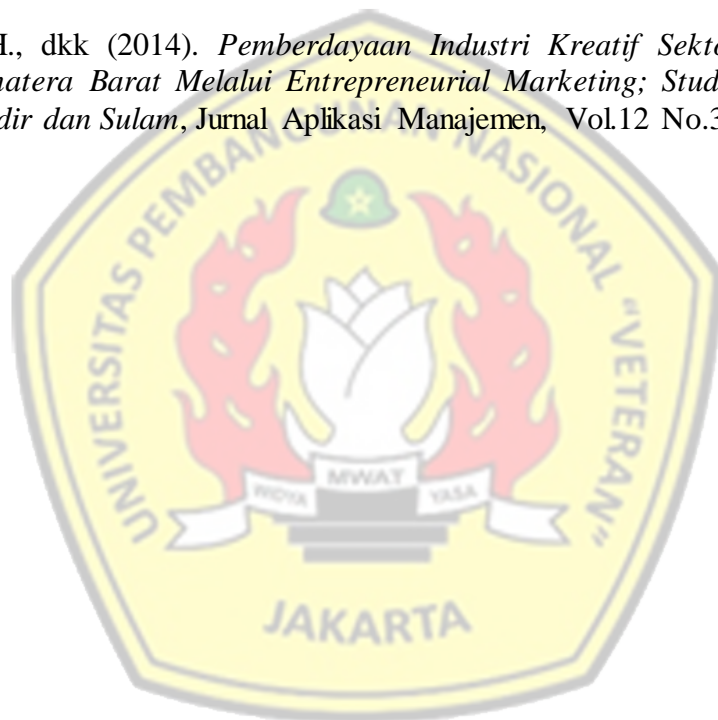 H., dkk (2014). Pemberdayaan Industri Kreatif Sekto
natera Barat Melalui Entrepreneurial Marketing; Stud
dir dan Sulam, Jurnal Aplikasi Manajemen, Vol.12 No.3
UNIVERSITAS PEMBANGUNAN NASIONAL "VETERAN"
WIDYA MWAT YASA
JAKARTA